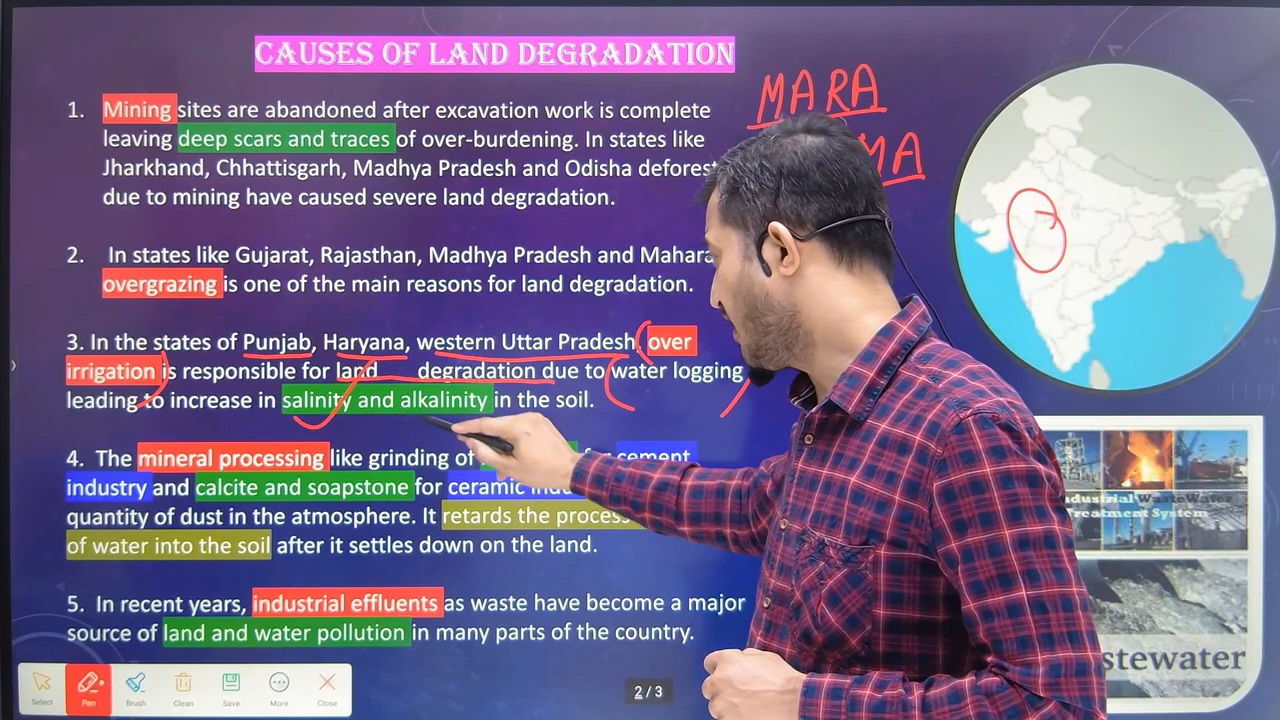 CAUSES OF LAND DEGRADATION
1. Mining sites are abandoned after excavation work is complete
leaving deep scars and traces of over-burdening. In states like
Jharkhand, Chhattisgarh, Madhya Pradesh and Odisha
due to mining have caused severe land degradation.
2. In states like Gujarat, Rajasthan, Madhya Pradesh and
overgrazing is one of the main reasons for land degradation.
3. In the states of Punjab, Haryana, western Uttar Pradesh, over
irrigation is responsible for land degradation due to water logging
leading to increase in salinity and alkalinity in the soil.
4. The mineral processing like grinding of for cement
industry and calcite and soapstone for ceramic
quantity of dust in the atmosphere. It retards the process
of water into the soil after it settles down on the land.
5. In recent years, industrial effluents as waste have become a major
source of land and water pollution in many parts of the country.
MARA
MA
Industrial WasteWater
Treatment System
stewater
Select Pen Brush Clean Save More Close
2/3